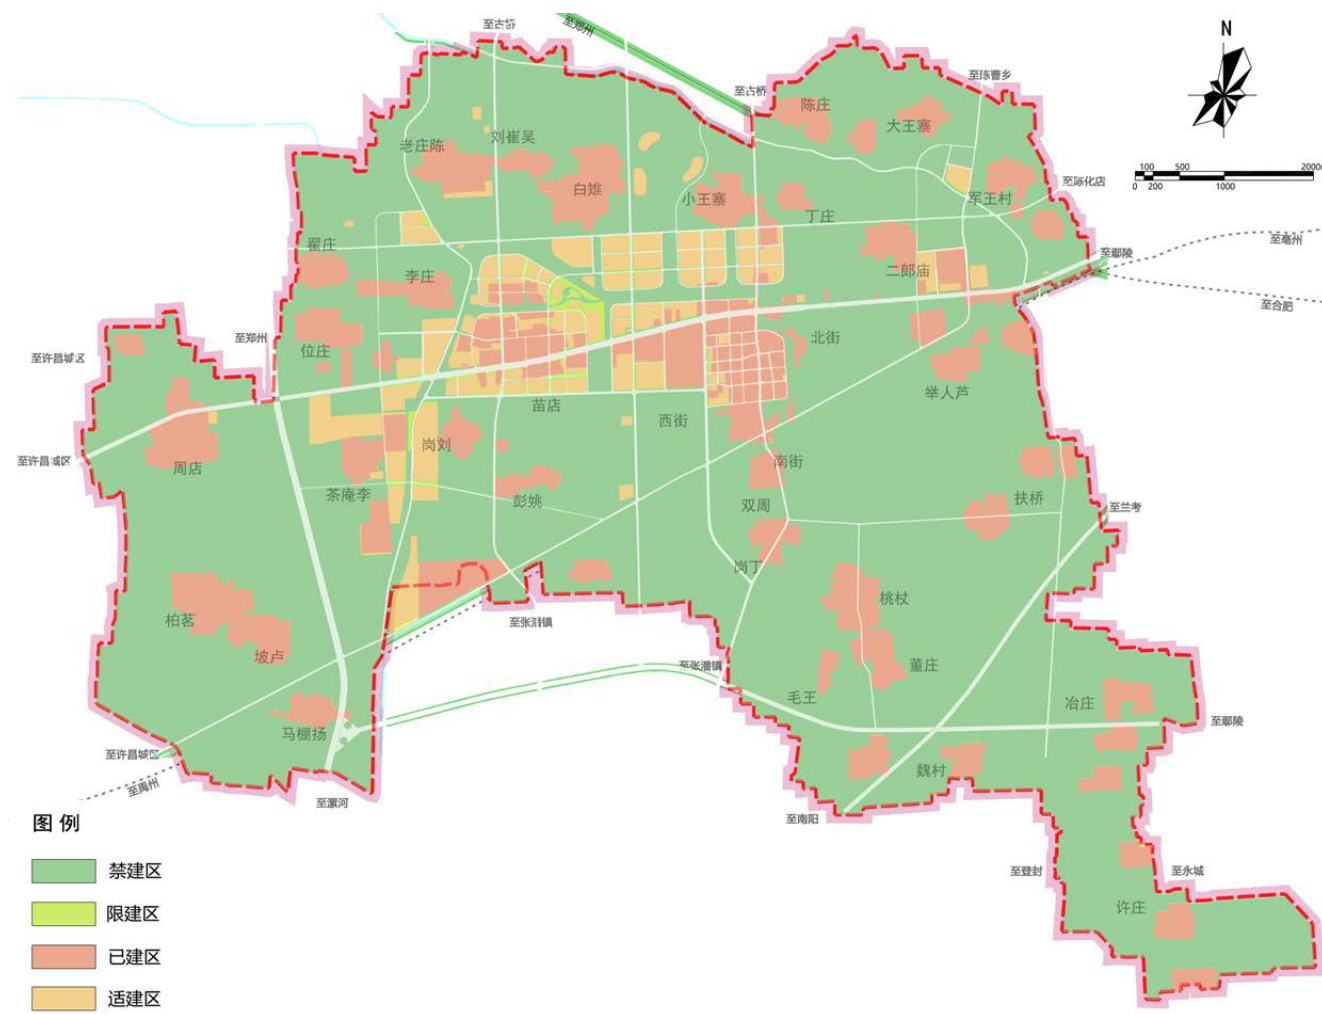 至古桥
至郑州
N
至古桥
至陈曹乡
陈庄
大王寨
刘崔吴
老庄陈
100 500
0 200 1000
白雉
小王寨
军王村
丁庄
翟庄
至鄢陵
至亳州
李庄
二郎庙
至合肥
至郑州
北街
位庄
至许昌城区
举人芦
苗店
西街
岗刘
至许昌城区
周店
南街
茶庵李
彭姚
双周
扶桥
至兰考
岗丁
桃杖
柏茗
至张潘镇
坡卢
至张潘镇
董庄
毛王
冶庄
至鄢陵
马棚扬
至许昌城区
魏村
至禹州
至漯河
至南阳
图例
禁建区
至登封
至永城
限建区
许庄
已建区
适建区